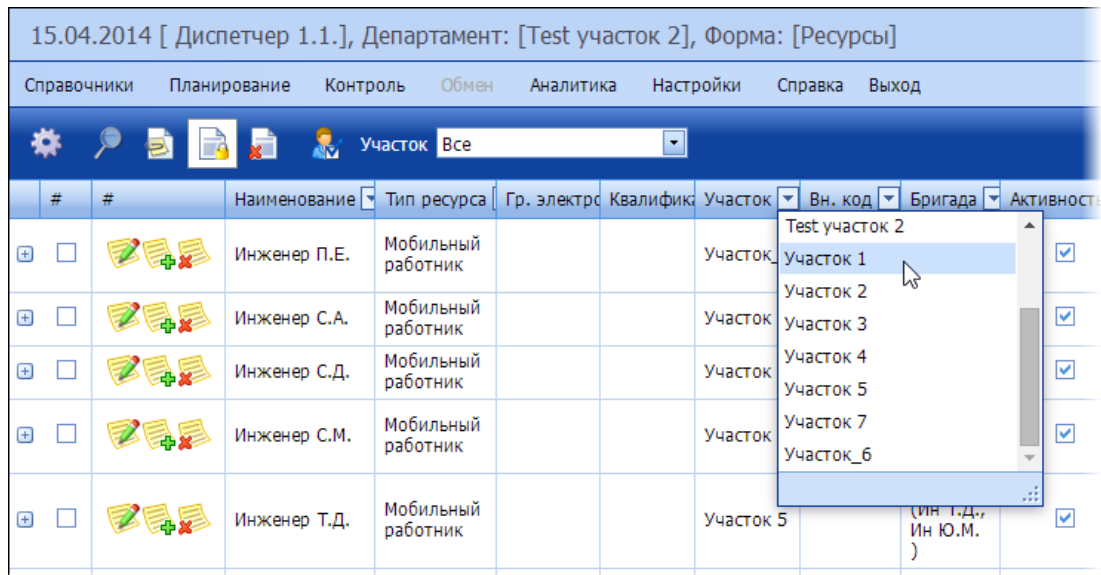 15.04.2014 [ Диспетчер 1.1.], Департамент: [Test участок 2], Форма: [Ресурсы]
Справочники Планирование Контроль Обмен Аналитика Настройки Справка Выход
Участок Все
# # Наименование Тип ресурса Гр. электро Квалифика Участок Вн. код Бригада Активность
Test участок 2
Участок 1
Участок 2
Участок 3
Участок 4
Участок 5
Участок 7
Участок_6
Инженер П.Е. Мобильный работник Участок_
Инженер С.А. Мобильный работник Участок
Инженер С.Д. Мобильный работник Участок
Инженер С.М. Мобильный работник Участок
Инженер Т.Д. Мобильный работник Участок 5
(Ин Т.Д.,
Ин Ю.М.
)